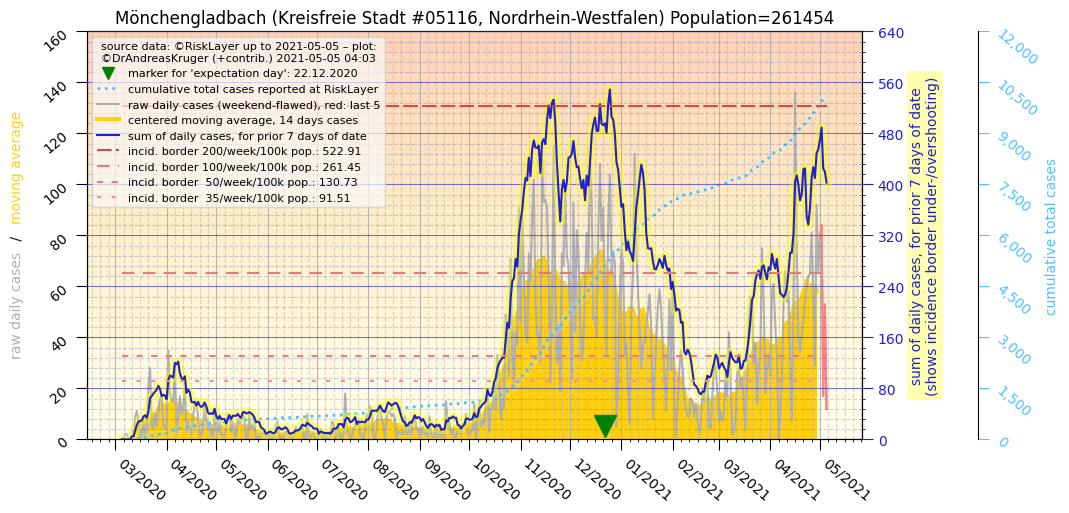 Mönchengladbach (Kreisfreie Stadt #05116, Nordrhein-Westfalen) Population=261454
source data: ©RiskLayer up to 2021-05-05 – plot:
©DrAndreasKruger (+contrib.) 2021-05-05 04:03
marker for 'expectation day': 22.12.2020
cumulative total cases reported at RiskLayer
raw daily cases (weekend-flawed), red: last 5
centered moving average, 14 days cases
sum of daily cases, for prior 7 days of date
incid. border 200/week/100k pop.: 522.91
incid. border 100/week/100k pop.: 261.45
incid. border  50/week/100k pop.: 130.73
incid. border  35/week/100k pop.: 91.51
raw daily cases / moving average
160
140
120
100
80
60
40
20
0
03/2020
04/2020
05/2020
06/2020
07/2020
08/2020
09/2020
10/2020
11/2020
12/2020
01/2021
02/2021
03/2021
04/2021
05/2021
640
560
480
400
320
240
160
80
0
sum of daily cases, for prior 7 days of date
(shows incidence border under-/overshooting)
12,000
10,500
9,000
7,500
6,000
4,500
3,000
1,500
0
cumulative total cases